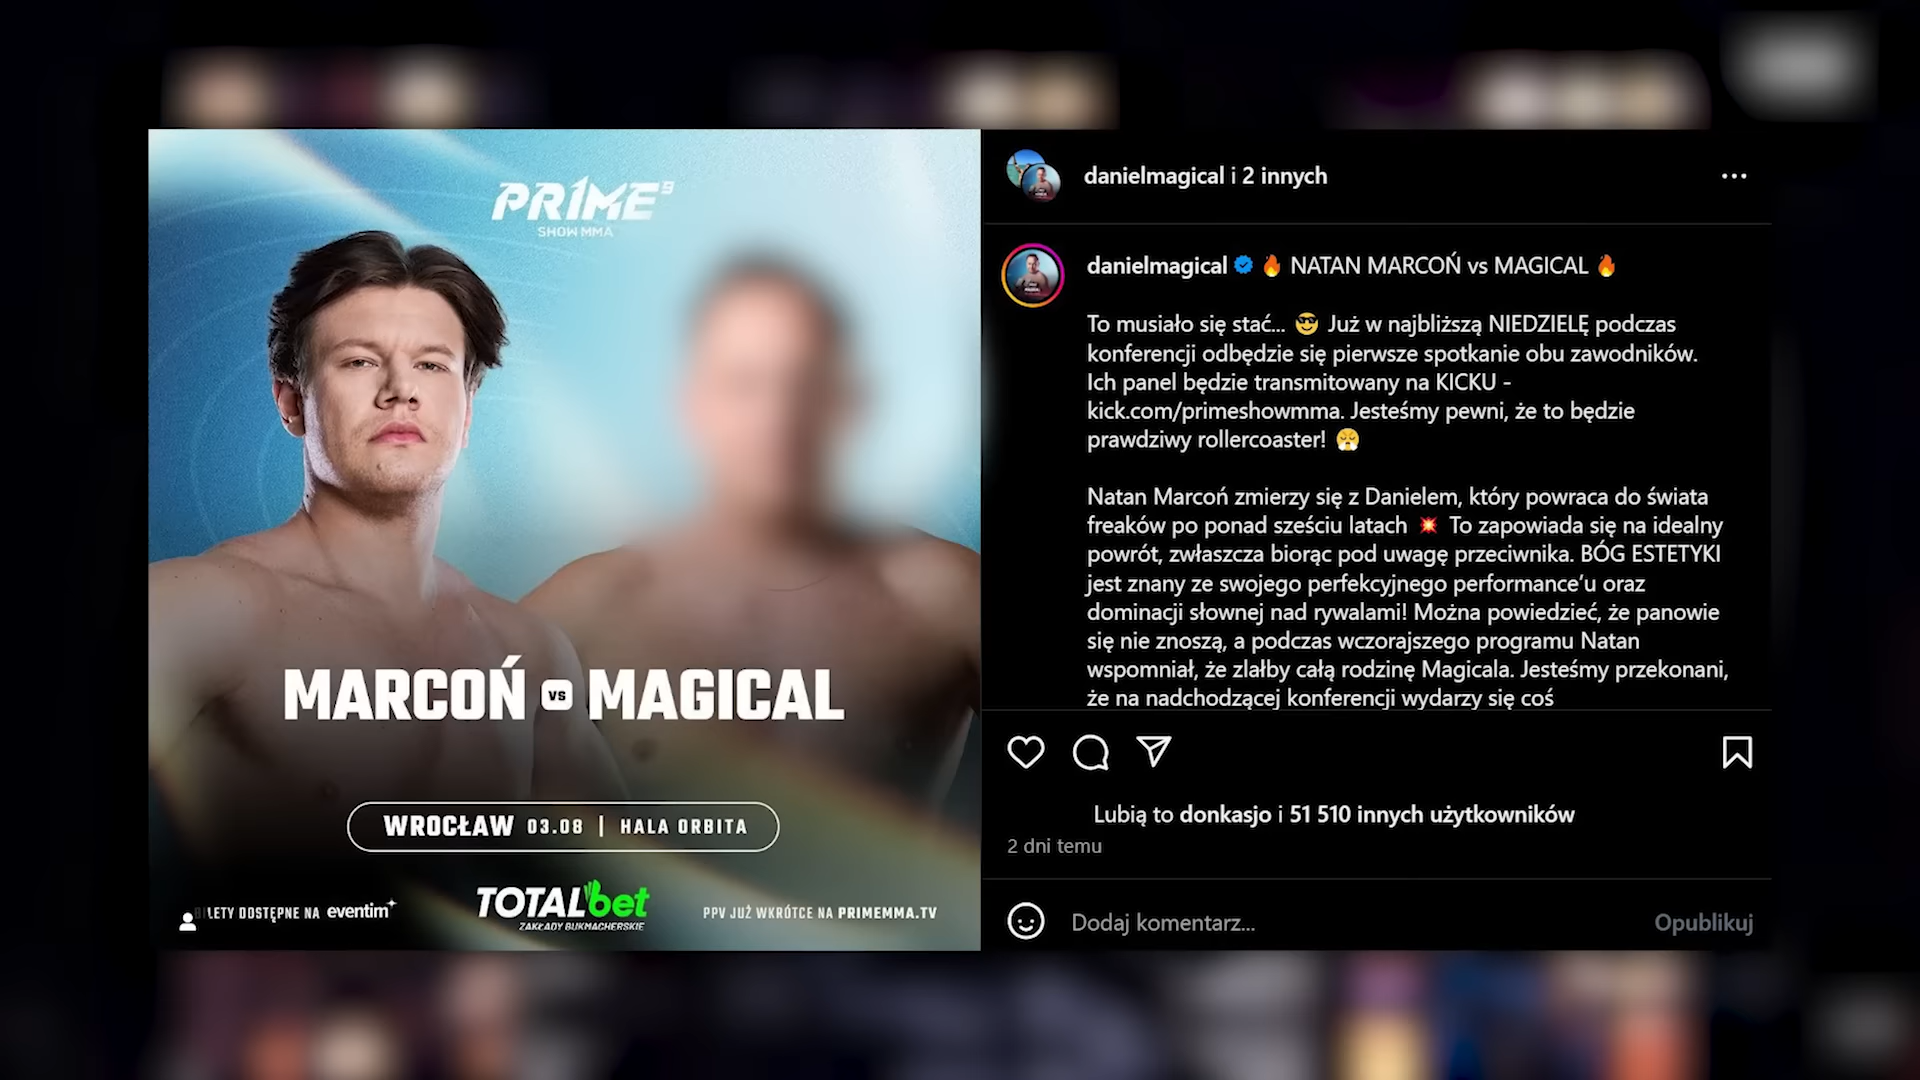 PR1ME 9
SHOW MMA
MARCOŃ VS MAGICAL
WROCŁAW 03.08 | HALA ORBITA
BILETY DOSTĘPNE NA eventim
TOTALbet
ZAKŁADY BUKMACHERSKIE
PPV JUŻ WKRÓTCE NA PRIMEMMA.TV
danielmagical i 2 innych
danielmagical 🔥 NATAN MARCOŃ vs MAGICAL 🔥
To musiało się stać... 😎 Już w najbliższą NIEDZIELĘ podczas
konferencji odbędzie się pierwsze spotkanie obu zawodników.
Ich panel będzie transmitowany na KICKU -
kick.com/primeshowmma. Jesteśmy pewni, że to będzie
prawdziwy rollercoaster! 😤
Natan Marcoń zmierzy się z Danielem, który powraca do świata
freaków po ponad sześciu latach 💥 To zapowiada się na idealny
powrót, zwłaszcza biorąc pod uwagę przeciwnika. BÓG ESTETYKI
jest znany ze swojego perfekcyjnego performance'u oraz
dominacji słownej nad rywalami! Można powiedzieć, że panowie
się nie znoszą, a podczas wczorajszego programu Natan
wspomniał, że zlałby całą rodzinę Magicala. Jesteśmy przekonani,
że na nadchodzącej konferencji wydarzy się coś
Lubią to donkasjo i 51 510 innych użytkowników
2 dni temu
Dodaj komentarz...
Opublikuj